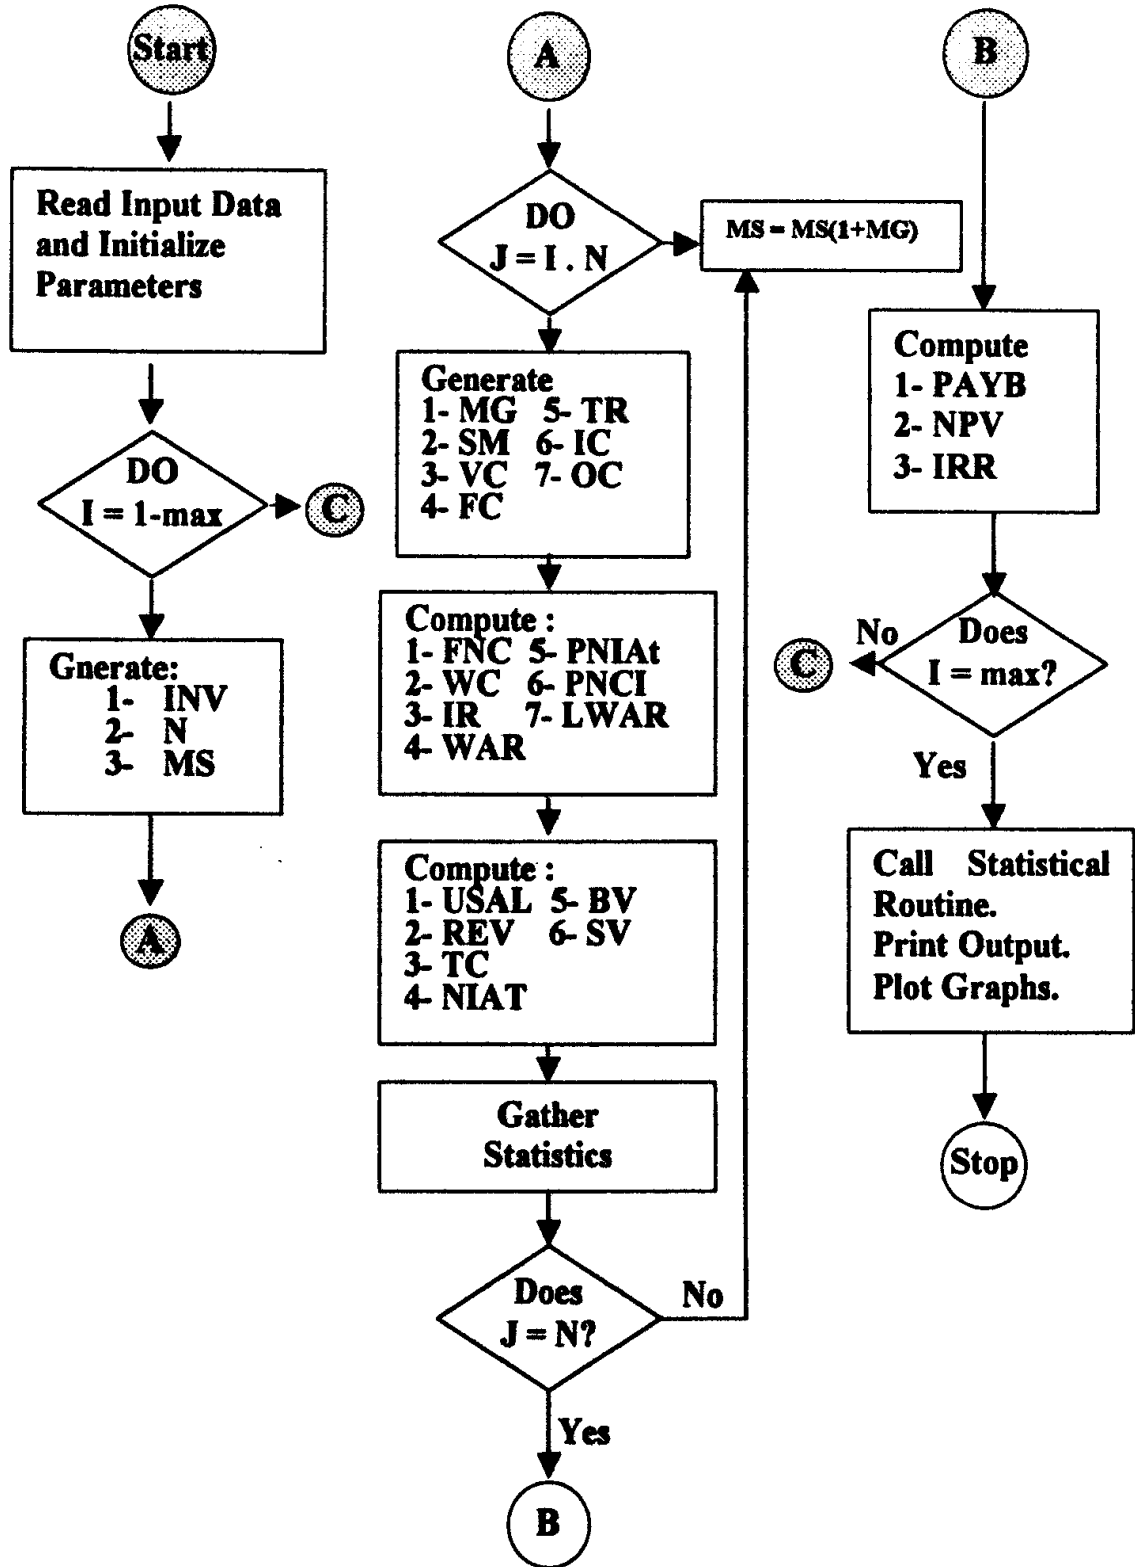 Start
Read Input Data
and Initialize
Parameters
DO
I = 1-max
C
Gnerate:
1- INV
2- N
3- MS
A
A
DO
J = I . N
MS = MS(1+MG)
Generate
1- MG 5- TR
2- SM 6- IC
3- VC 7- OC
4- FC
Compute :
1- FNC 5- PNIAt
2- WC 6- PNCI
3- IR 7- LWAR
4- WAR
Compute :
1- USAL 5- BV
2- REV 6- SV
3- TC
4- NIAT
Gather
Statistics
Does
J = N?
No
Yes
B
B
Compute
1- PAYB
2- NPV
3- IRR
Does
I = max?
No
C
Yes
Call Statistical
Routine.
Print Output.
Plot Graphs.
Stop